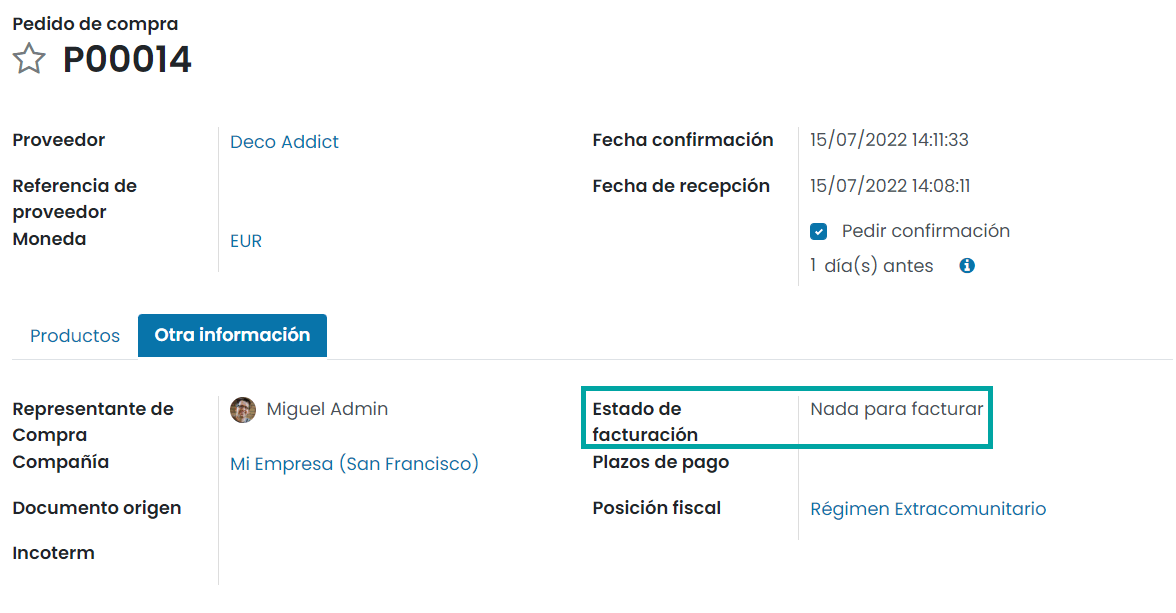 Pedido de compra
P00014
Proveedor
Deco Addict
Referencia de
proveedor
Moneda
EUR
Fecha confirmación
15/07/2022 14:11:33
Fecha de recepción
15/07/2022 14:08:11
Pedir confirmación
1 día(s) antes
Productos
Otra información
Representante de
Compra
Miguel Admin
Compañía
Mi Empresa (San Francisco)
Documento origen
Incoterm
Estado de
facturación
Nada para facturar
Plazos de pago
Posición fiscal
Régimen Extracomunitario